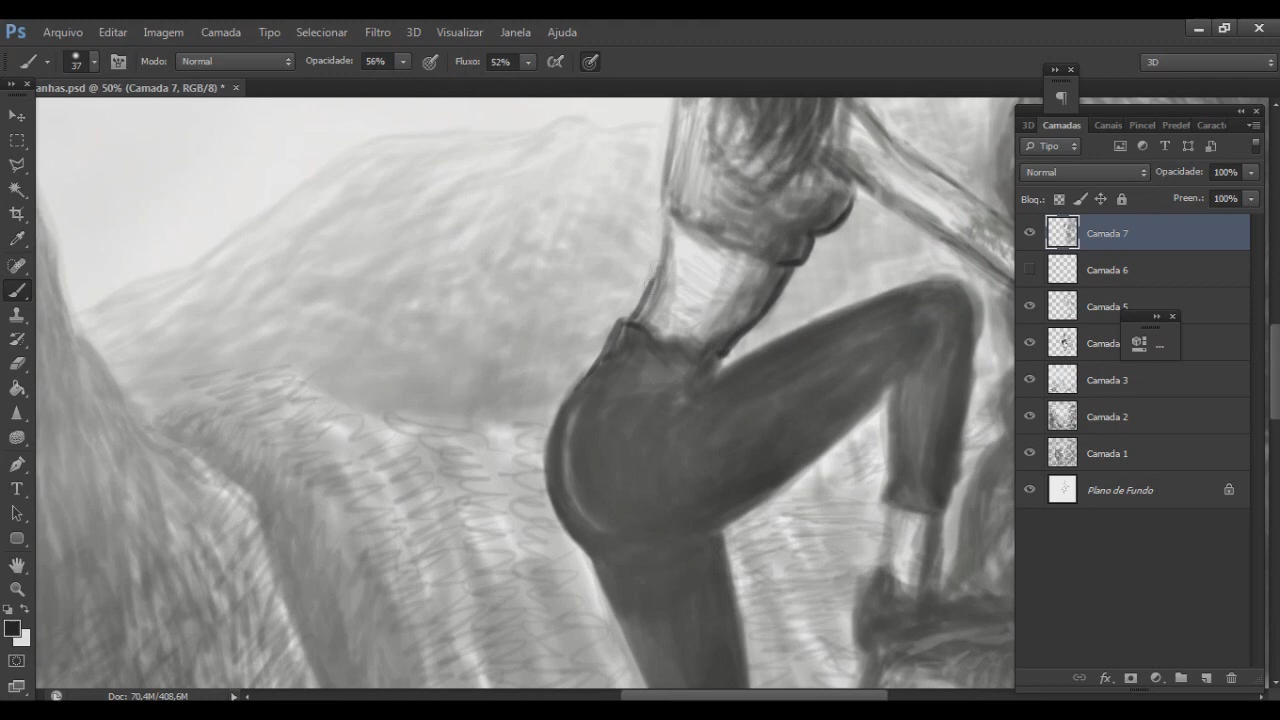 Ps Arquivo Editar Imagem Camada Tipo Selecionar Filtro 3D Visualizar Janela Ajuda
37 Modo: Normal Opacidade: 56% Fluxo: 52% 3D
anhas.psd @ 50% (Camada 7, RGB/8) * ×
3D Camadas Canais Pincel Predef Caract
Tipo
Normal Opacidade: 100%
Bloq.: Preen.: 100%
Camada 7
Camada 6
Camada 5
Camada
...
Camada 3
Camada 2
Camada 1
Plano de Fundo
fx
Doc: 70,4M/408,6M